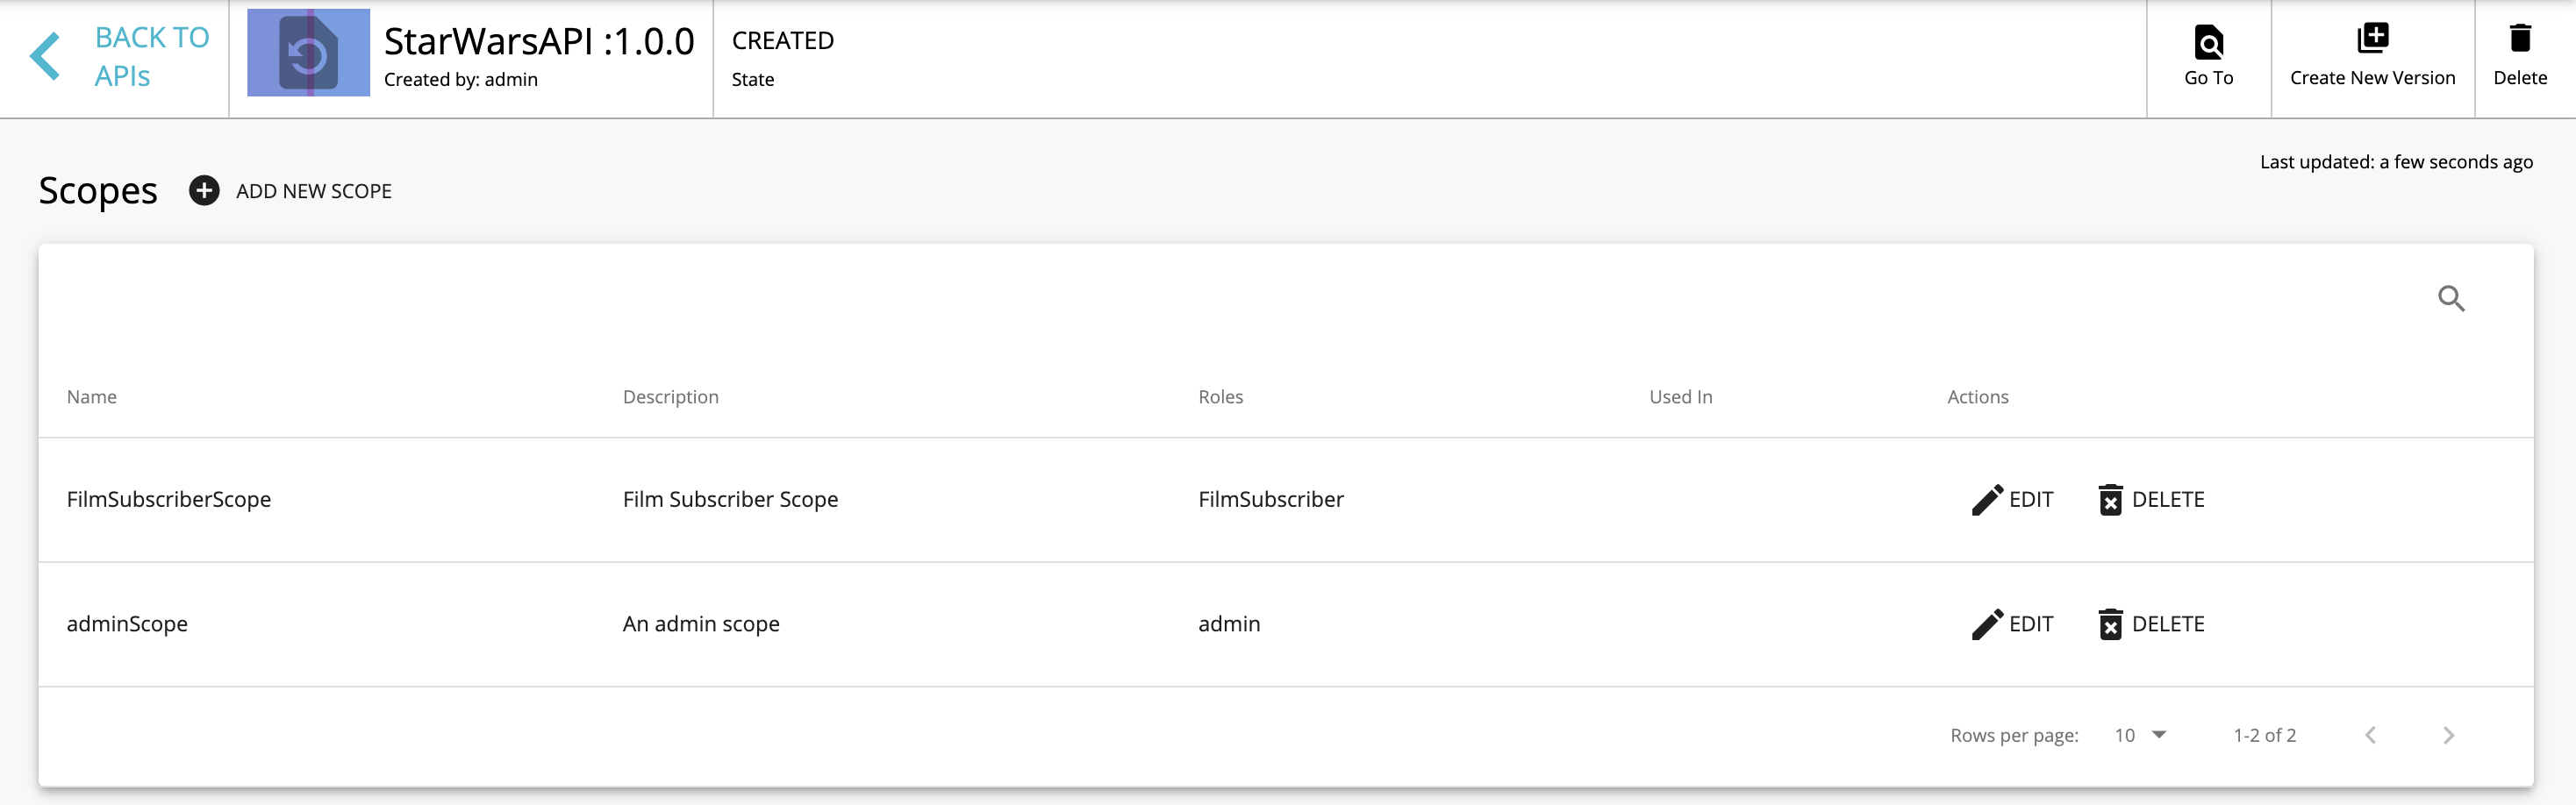 BACK TO
APIs
StarWarsAPI :1.0.0
Created by: admin
CREATED
State
Go To
Create New Version
Delete
Last updated: a few seconds ago
Scopes ADD NEW SCOPE
Name Description Roles Used In Actions
FilmSubscriberScope Film Subscriber Scope FilmSubscriber EDIT DELETE
adminScope An admin scope admin EDIT DELETE
Rows per page: 10 1-2 of 2